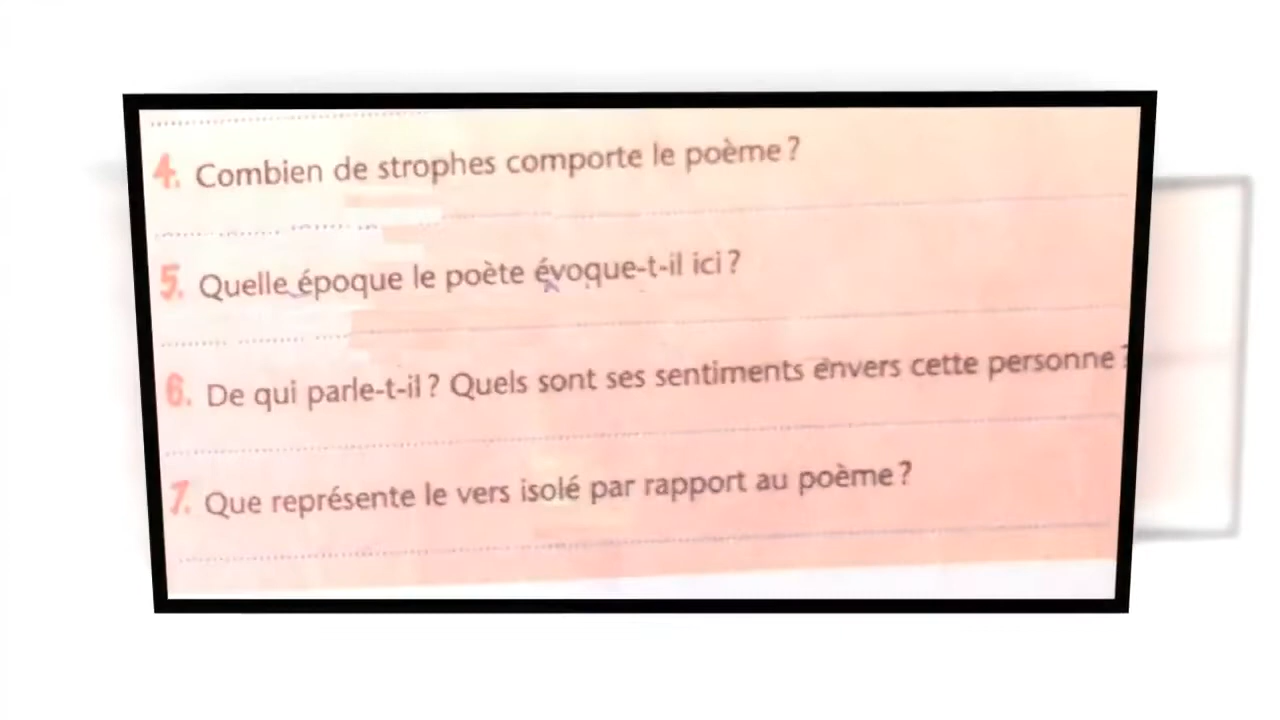 4. Combien de strophes comporte le poème ?
5. Quelle époque le poète évoque-t-il ici ?
6. De qui parle-t-il ? Quels sont ses sentiments envers cette personne ?
7. Que représente le vers isolé par rapport au poème ?